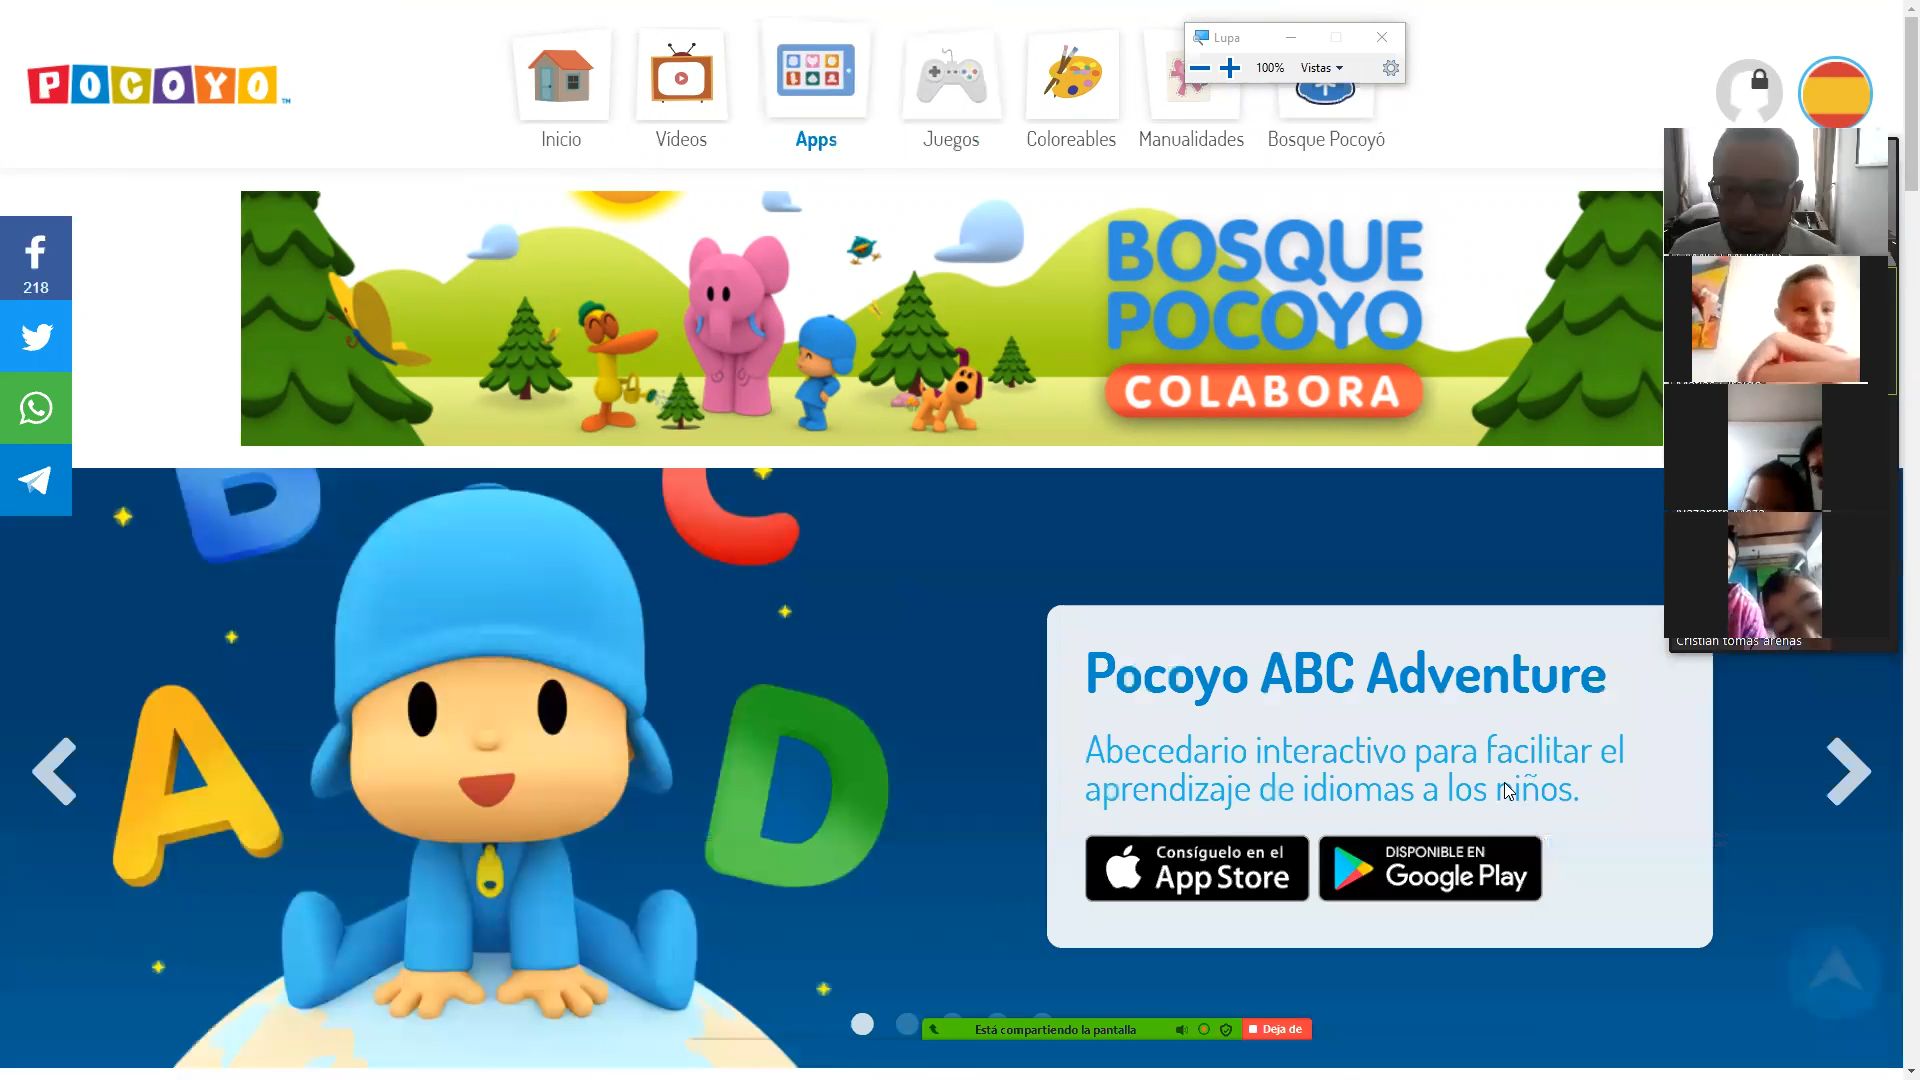 POCOYO™
Inicio
Vídeos
Apps
Juegos
Coloreables
Manualidades
Bosque Pocoyó
Lupa
100%
Vistas
218
BOSQUE
POCOYO
COLABORA
B
C
A
D
Pocoyo ABC Adventure
Abecedario interactivo para facilitar el
aprendizaje de idiomas a los niños.
Consíguelo en el
App Store
DISPONIBLE EN
Google Play
Cristian tomas arenas
Está compartiendo la pantalla
Deja de